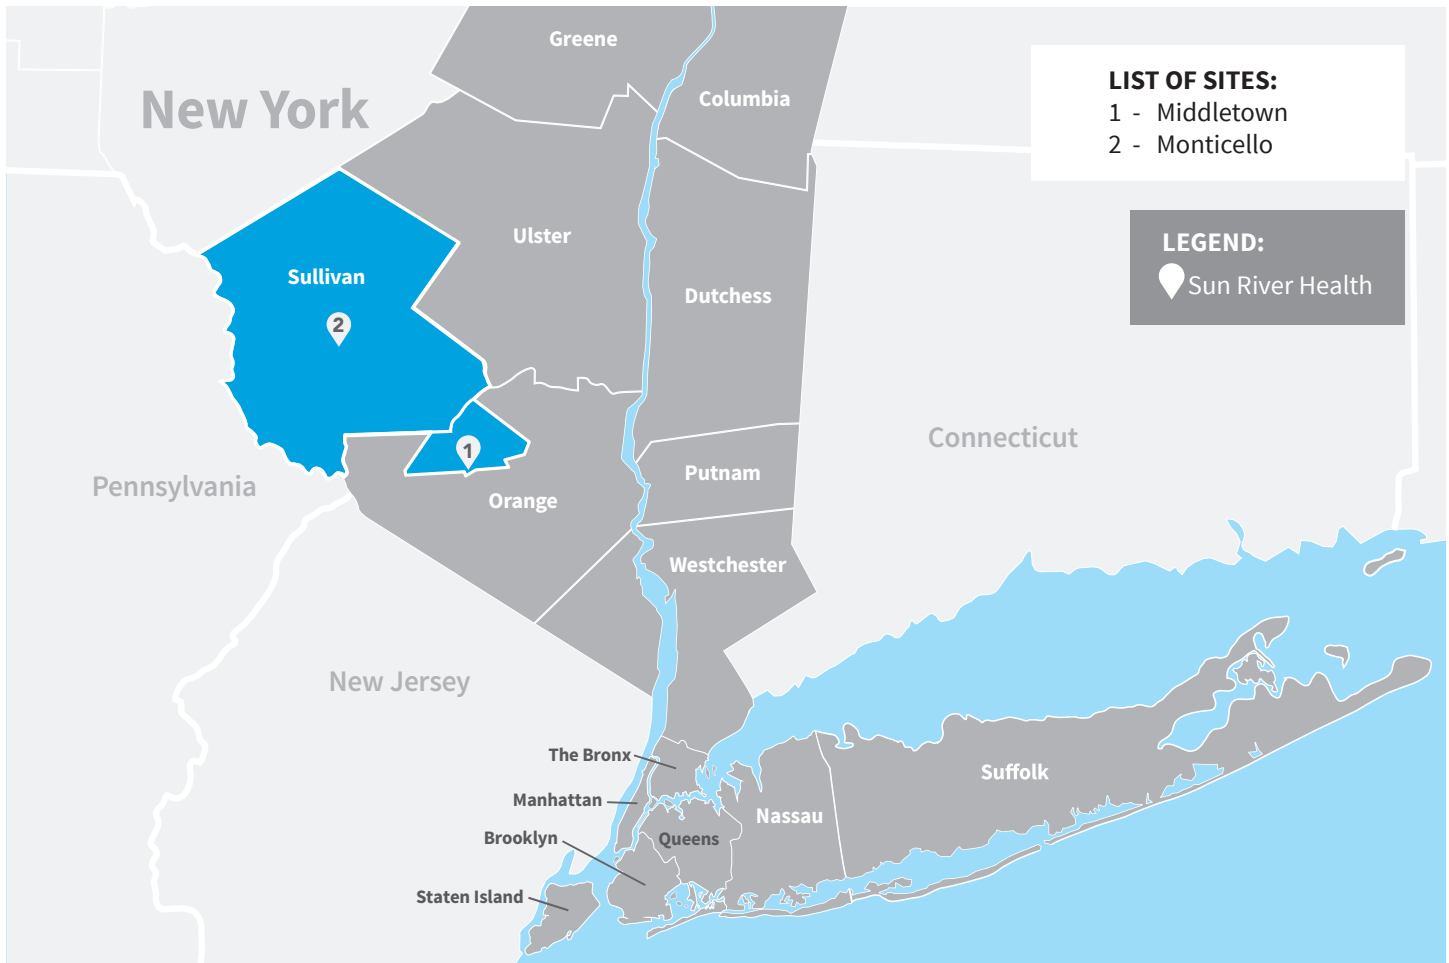 Greene
New York
Columbia
LIST OF SITES:
1 - Middletown
2 - Monticello
Ulster
LEGEND:
Sun River Health
Sullivan
2
Dutchess
Connecticut
1
Pennsylvania
Putnam
Orange
Westchester
New Jersey
The Bronx
Suffolk
Manhattan
Nassau
Brooklyn
Queens
Staten Island